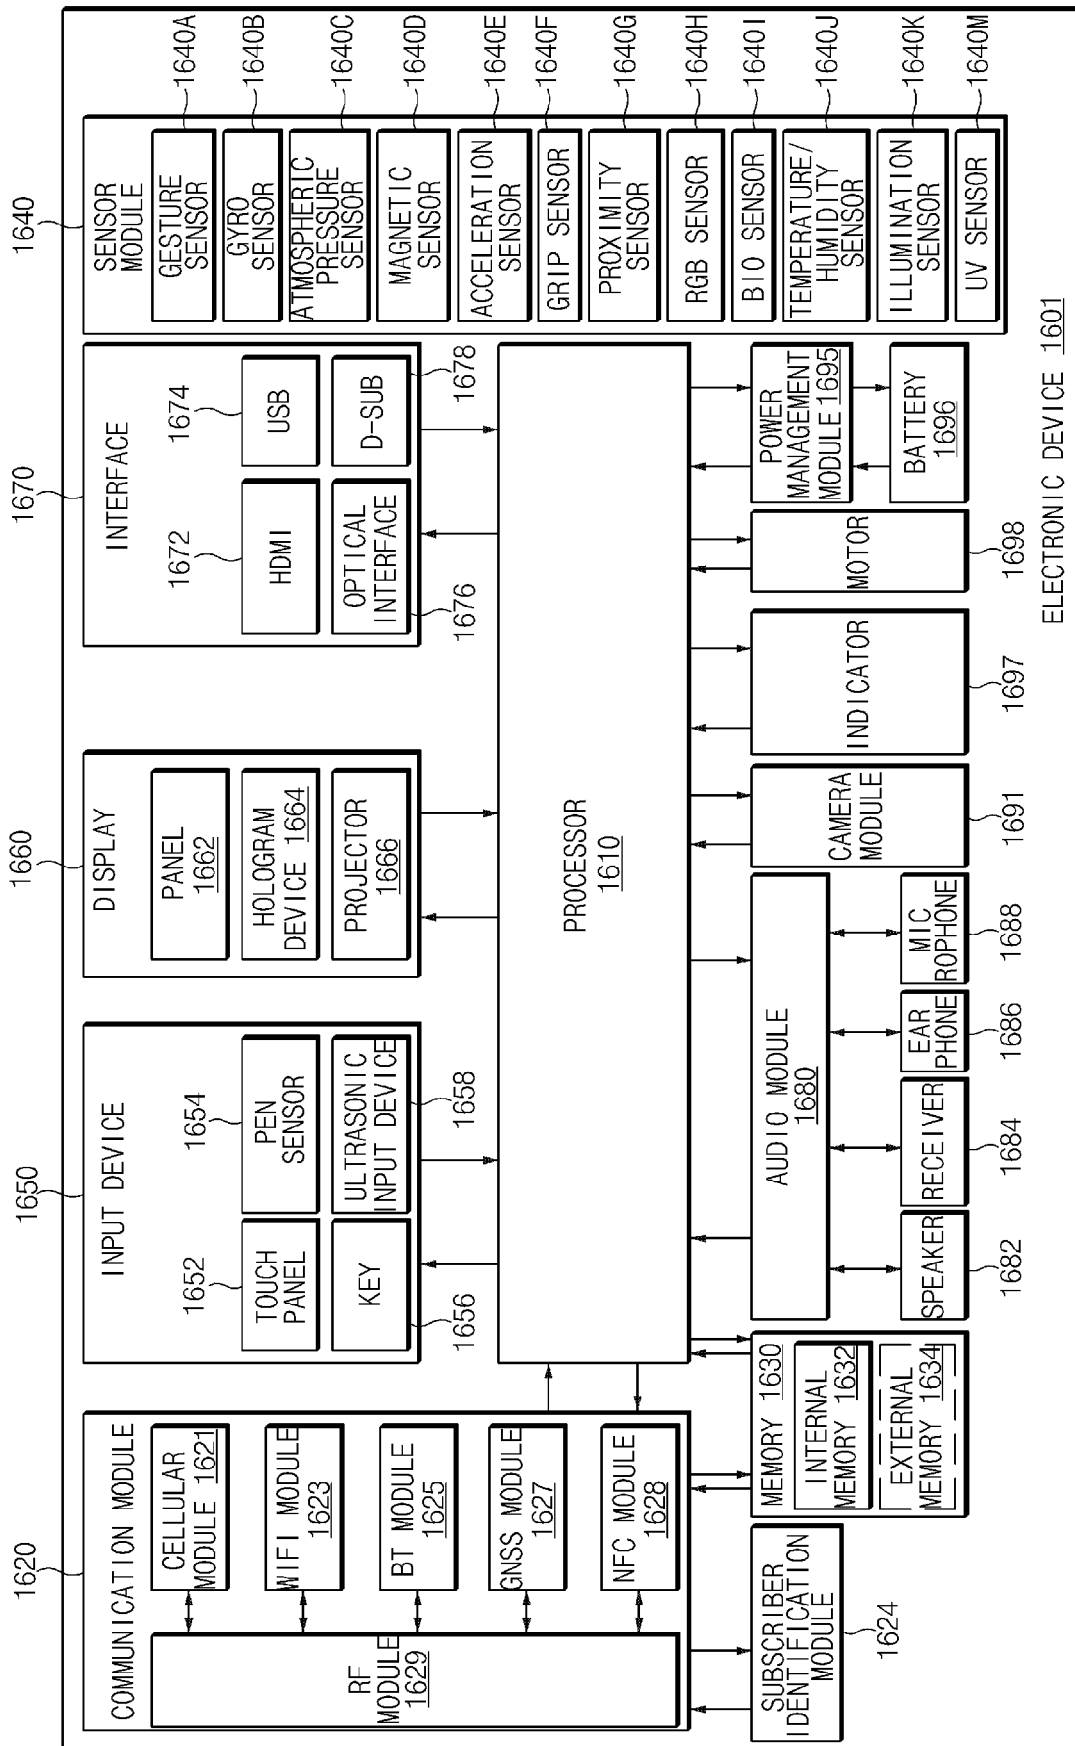 1620
COMMUNICATION MODULE
CELLULAR
MODULE 1621
WIFI MODULE
1623
BT MODULE
1625
GNSS MODULE
1627
NFC MODULE
1628
RF
MODULE
1629
SUBSCRIBER
IDENTIFICATION
MODULE
1624
1650
INPUT DEVICE
1652
TOUCH
PANEL
1654
PEN
SENSOR
KEY
1656
ULTRASONIC
INPUT DEVICE
1658
1660
DISPLAY
PANEL
1662
HOLOGRAM
DEVICE 1664
PROJECTOR
1666
1670
INTERFACE
1672
HDMI
1674
USB
OPTICAL
INTERFACE
1676
D-SUB
1678
1640
SENSOR
MODULE
GESTURE
SENSOR
1640A
GYRO
SENSOR
1640B
ATMOSPHERIC
PRESSURE
SENSOR
1640C
MAGNETIC
SENSOR
1640D
ACCELERATION
SENSOR
1640E
GRIP SENSOR
1640F
PROXIMITY
SENSOR
1640G
RGB SENSOR
1640H
BIO SENSOR
1640I
TEMPERATURE/
HUMIDITY
SENSOR
1640J
ILLUMINATION
SENSOR
1640K
UV SENSOR
1640M
PROCESSOR
1610
MEMORY 1630
INTERNAL
MEMORY 1632
EXTERNAL
MEMORY 1634
AUDIO MODULE
1680
SPEAKER
1682
RECEIVER
1684
EAR
PHONE
1686
MIC
ROPHONE
1688
CAMERA
MODULE
1691
INDICATOR
1697
MOTOR
1698
POWER
MANAGEMENT
MODULE 1695
BATTERY
1696
ELECTRONIC DEVICE 1601